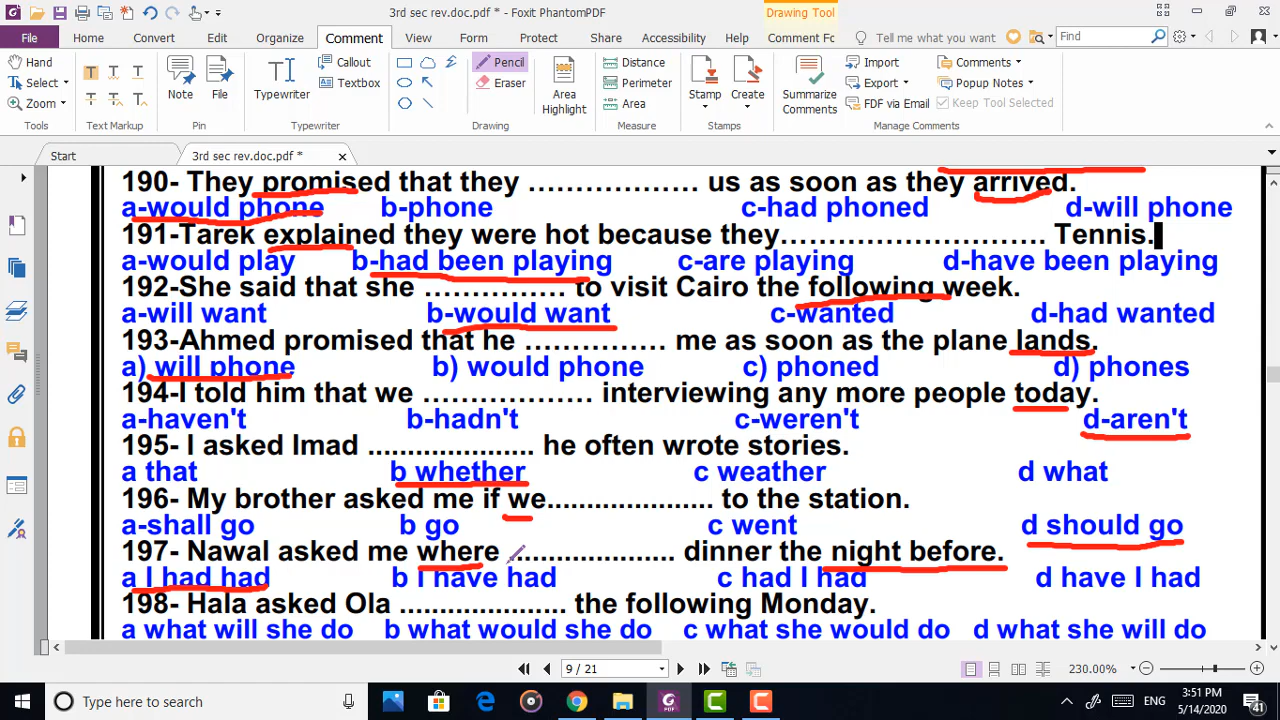 3rd sec rev.doc.pdf * - Foxit PhantomPDF
Drawing Tool
File Home Convert Edit Organize Comment View Form Protect Share Accessibility Help Comment Fc Tell me what you want Find
Hand
Select
Zoom
Tools
Text Markup
Note File
Pin
Typewriter
Callout
Textbox
Typewriter
Pencil
Eraser
Drawing
Area Highlight
Distance
Perimeter
Area
Measure
Stamp Create
Stamps
Summarize Comments
Import
Export
FDF via Email
Comments
Popup Notes
Keep Tool Selected
Manage Comments
Start 3rd sec rev.doc.pdf *
190- They promised that they ................... us as soon as they arrived.
a-would phone b-phone c-had phoned d-will phone
191-Tarek explained they were hot because they............................. Tennis.
a-would play b-had been playing c-are playing d-have been playing
192-She said that she ............... to visit Cairo the following week.
a-will want b-would want c-wanted d-had wanted
193-Ahmed promised that he ............... me as soon as the plane lands.
a) will phone b) would phone c) phoned d) phones
194-I told him that we .................. interviewing any more people today.
a-haven't b-hadn't c-weren't d-aren't
195- I asked Imad ..................... he often wrote stories.
a that b whether c weather d what
196- My brother asked me if we..................... to the station.
a-shall go b go c went d should go
197- Nawal asked me where .................... dinner the night before.
a I had had b I have had c had I had d have I had
198- Hala asked Ola ..................... the following Monday.
a what will she do b what would she do c what she would do d what she will do
9 / 21 230.00%
Type here to search
ENG
3:51 PM
5/14/2020
41